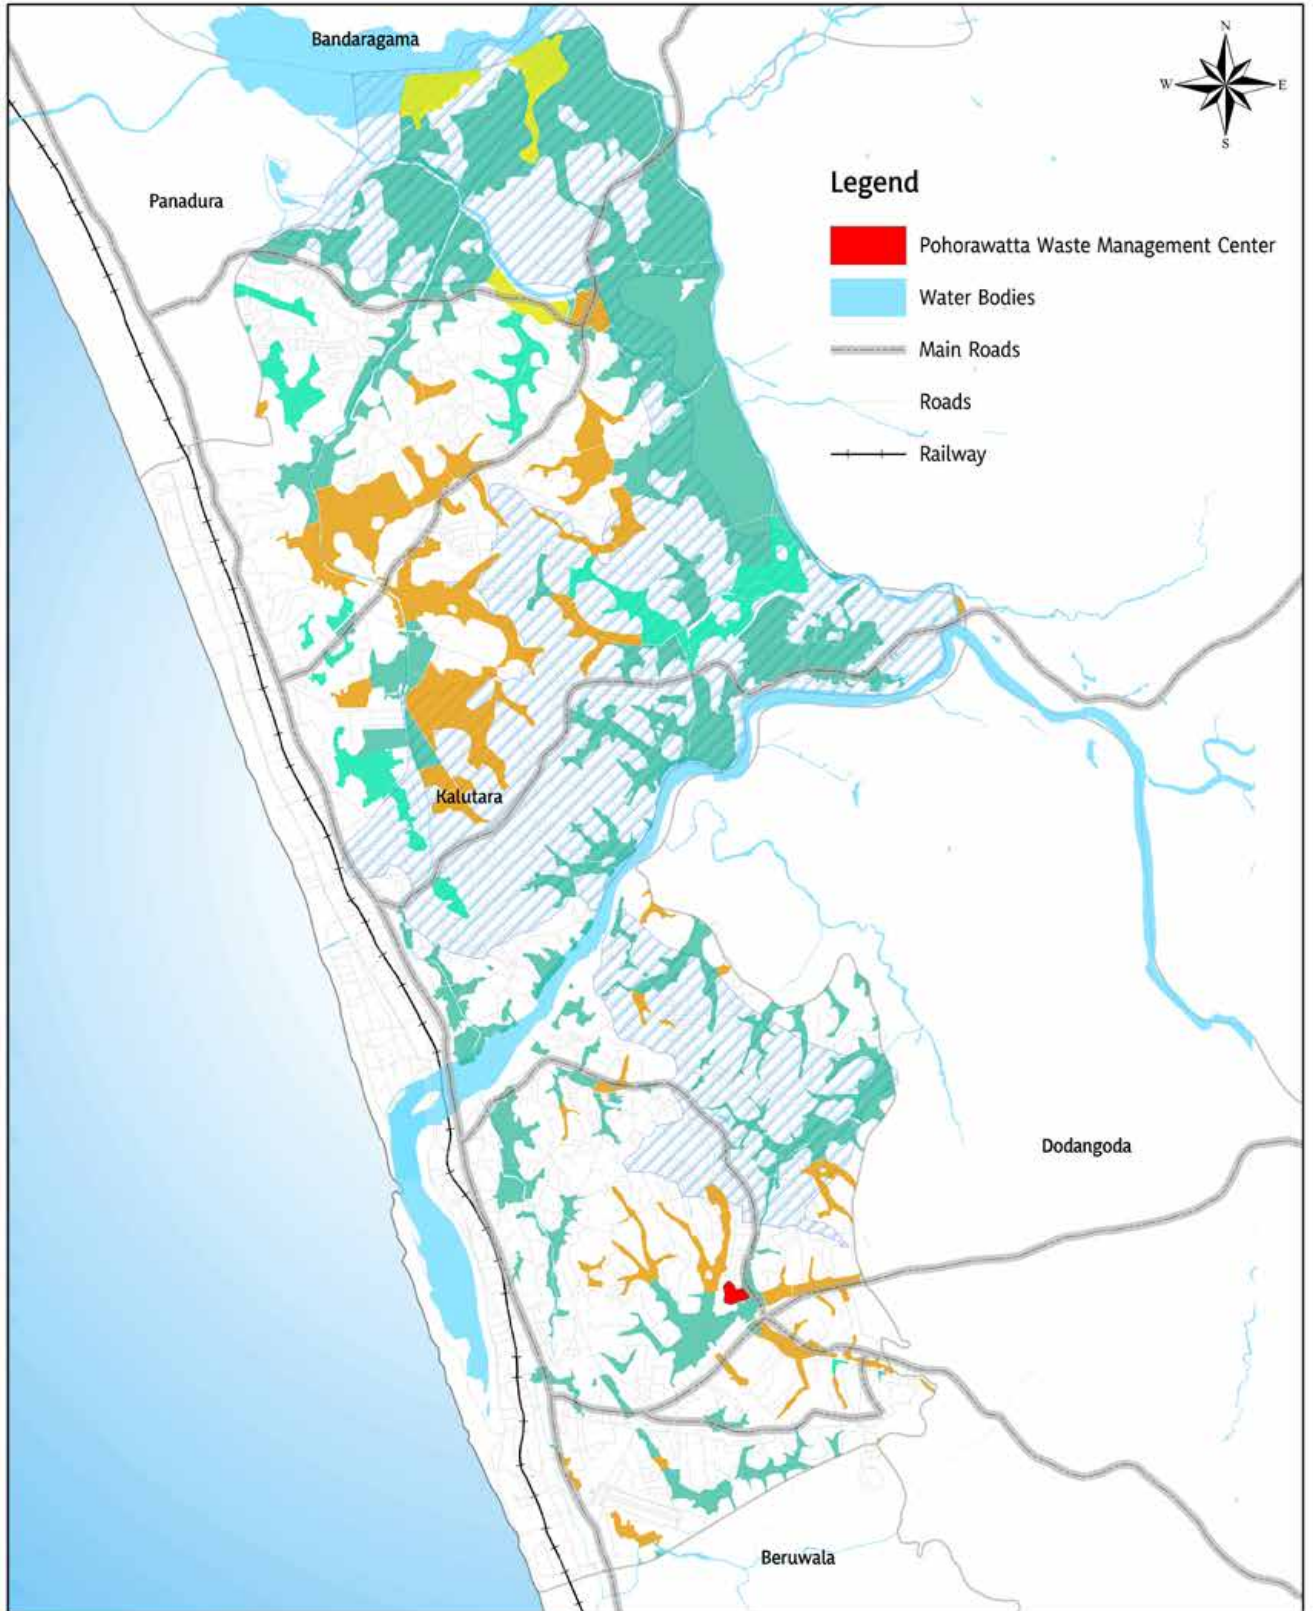 Bandaragama
N
W
E
S
Panadura
Legend
Pohorawatta Waste Management Center
Water Bodies
Main Roads
Roads
Railway
Kalutara
Dodangoda
Beruwala